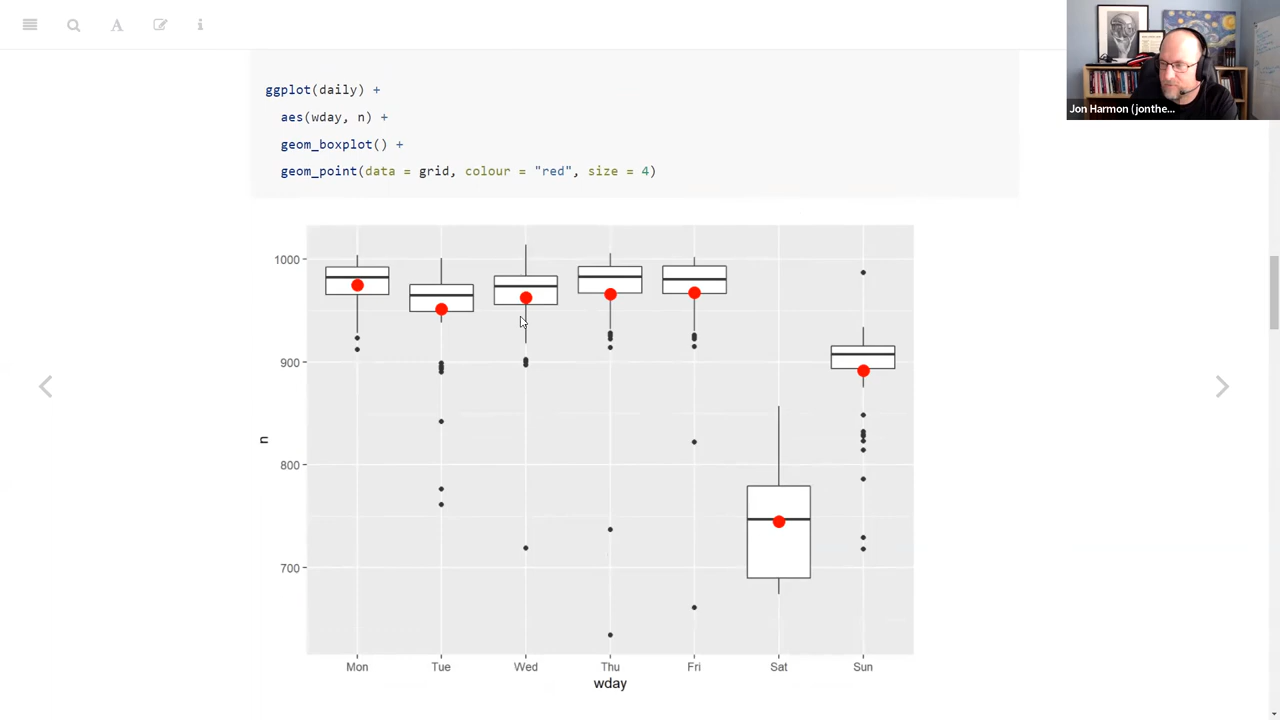 ggplot(daily) +
aes(wday, n) +
geom_boxplot() +
geom_point(data = grid, colour = "red", size = 4)
Jon Harmon (jonthe...
1000
900
800
700
n
Mon Tue Wed Thu Fri Sat Sun
wday